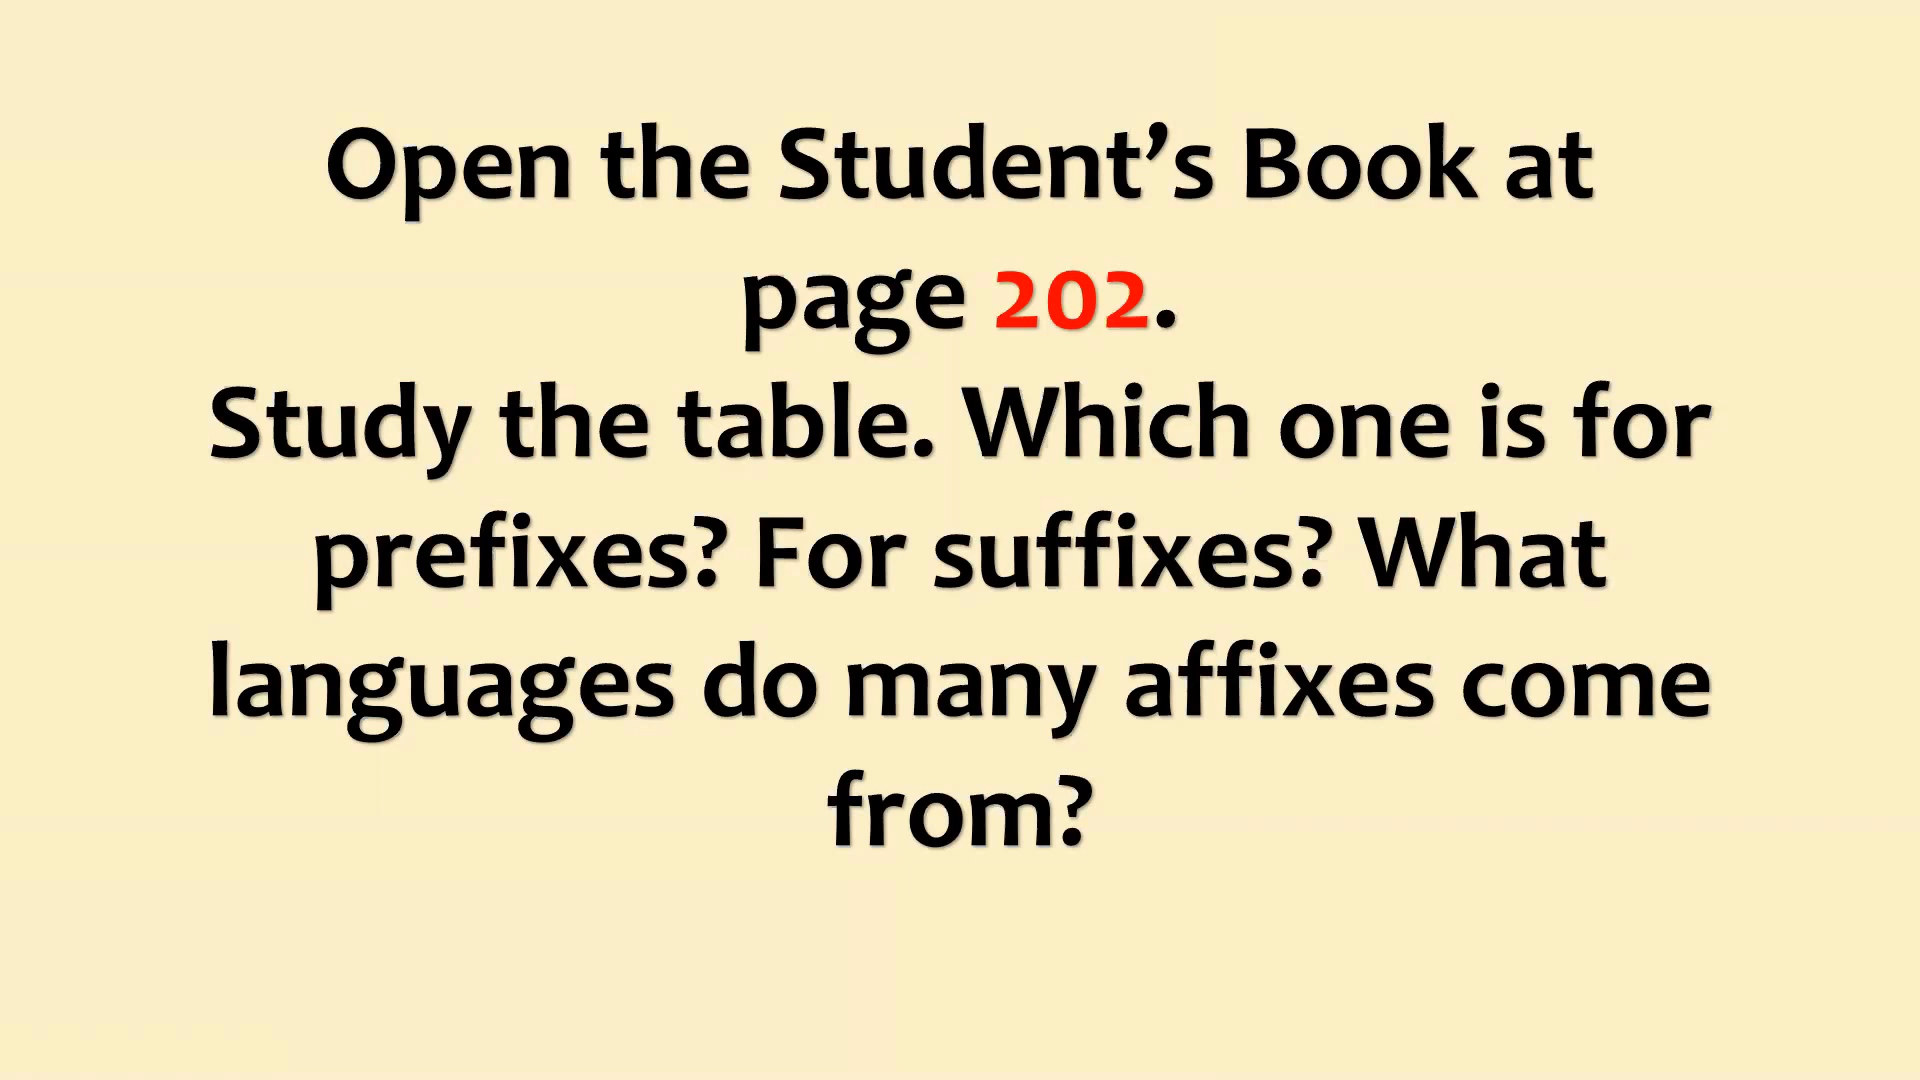 Open the Student’s Book at
page 202.
Study the table. Which one is for
prefixes? For suffixes? What
languages do many affixes come
from?